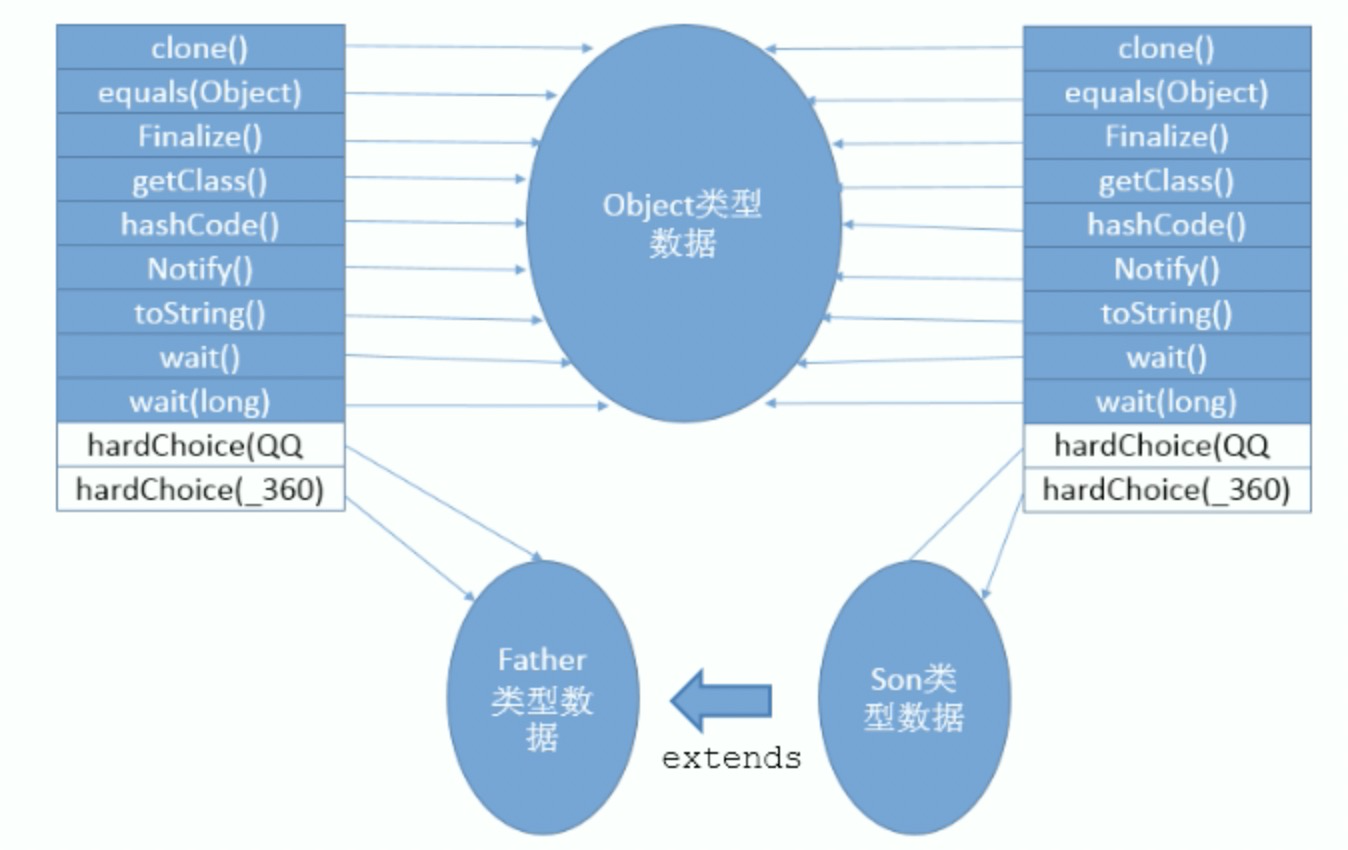 clone()
equals(Object)
Finalize()
getClass()
hashCode()
Notify()
toString()
wait()
wait(long)
hardChoice(QQ
hardChoice(_360)
Object类型
数据
clone()
equals(Object)
Finalize()
getClass()
hashCode()
Notify()
toString()
wait()
wait(long)
hardChoice(QQ
hardChoice(_360)
Father
类型数
据
extends
Son类
型数据